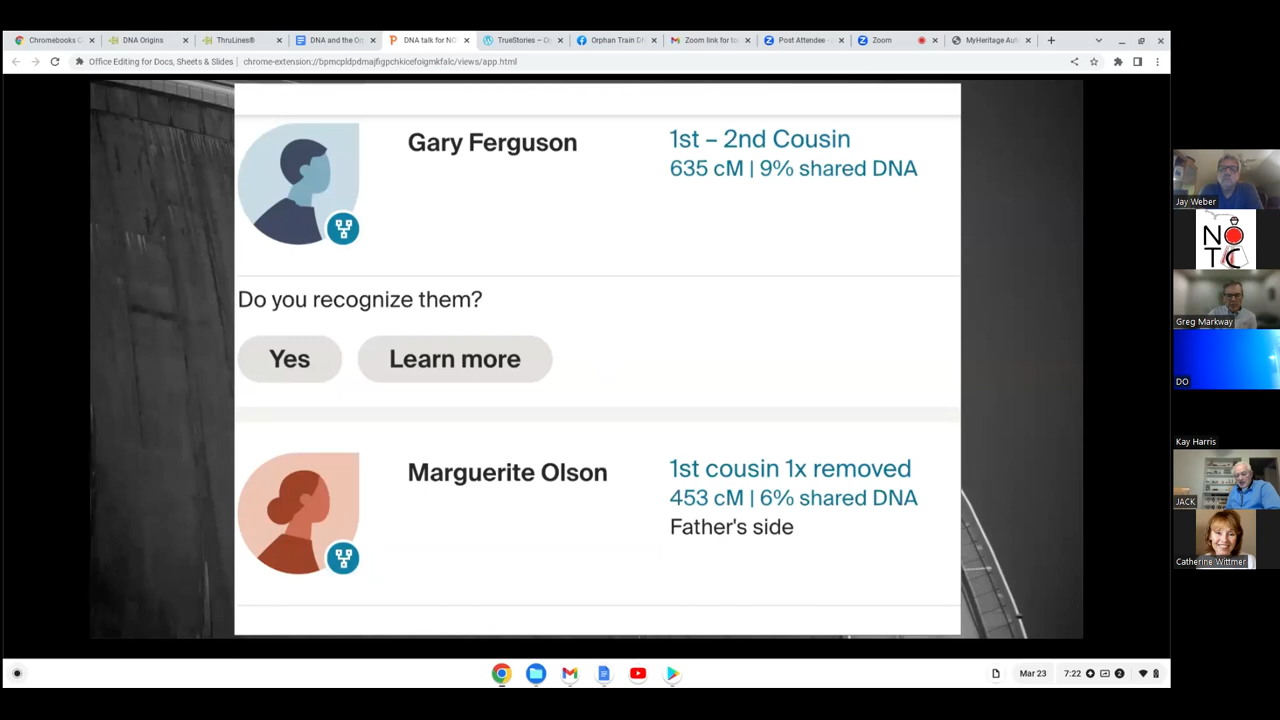 Chromebooks C
DNA Origins
ThruLines®
DNA and the Or
DNA talk for NO
TrueStories – O
Orphan Train D
Zoom link for to
Post Attendee -
Zoom
MyHeritage Aut
Office Editing for Docs, Sheets & Slides
chrome-extension://bpmcpldpdmajfigpchkicefoigmkfalc/views/app.html
Gary Ferguson
1st – 2nd Cousin
635 cM | 9% shared DNA
Do you recognize them?
Yes
Learn more
Marguerite Olson
1st cousin 1x removed
453 cM | 6% shared DNA
Father's side
Jay Weber
NO
TC
Greg Markway
DO
Kay Harris
JACK
Catherine Wittmer
Mar 23
7:22
2